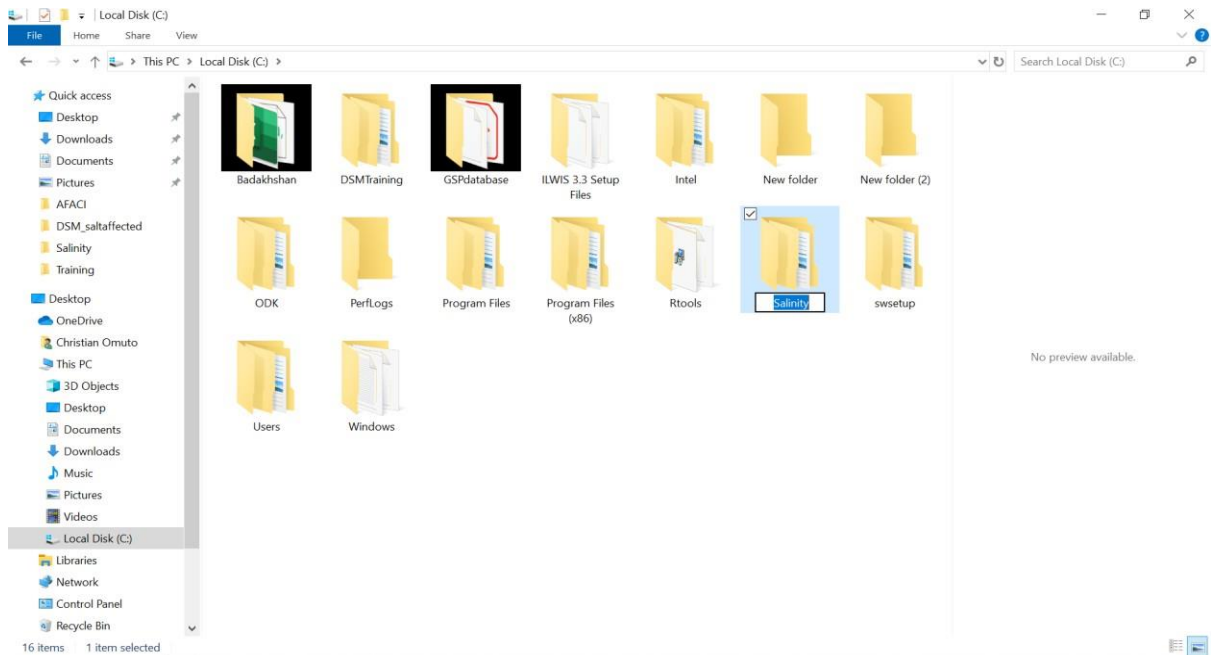 Local Disk (C:)
File Home Share View
This PC > Local Disk (C:) >
Search Local Disk (C:)
Quick access
Desktop
Downloads
Documents
Pictures
AFACI
DSM_saltaffected
Salinity
Training
Desktop
OneDrive
Christian Omuto
This PC
3D Objects
Desktop
Documents
Downloads
Music
Pictures
Videos
Local Disk (C:)
Libraries
Network
Control Panel
Recycle Bin
Badakhshan
DSMTraining
GSPdatabase
ILWIS 3.3 Setup
Files
Intel
New folder
New folder (2)
ODK
PerfLogs
Program Files
Program Files
(x86)
Rtools
Salinity
swsetup
Users
Windows
No preview available.
16 items 1 item selected